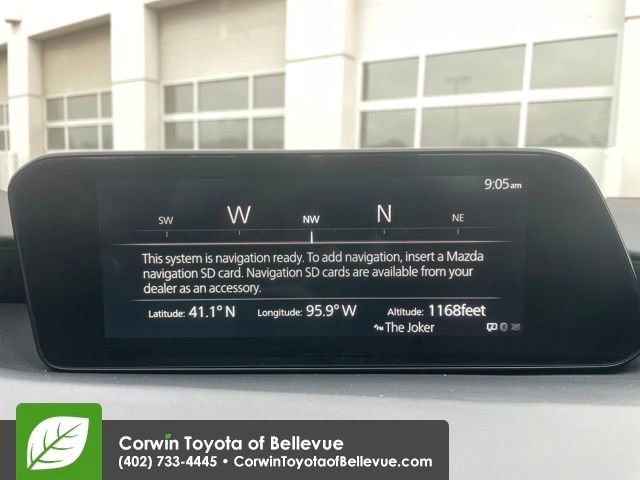 9:05am
SW W NW N NE
This system is navigation ready. To add navigation, insert a Mazda
navigation SD card. Navigation SD cards are available from your
dealer as an accessory.
Latitude: 41.1° N Longitude: 95.9° W Altitude: 1168feet
The Joker
Corwin Toyota of Bellevue
(402) 733-4445 • CorwinToyotaofBellevue.com